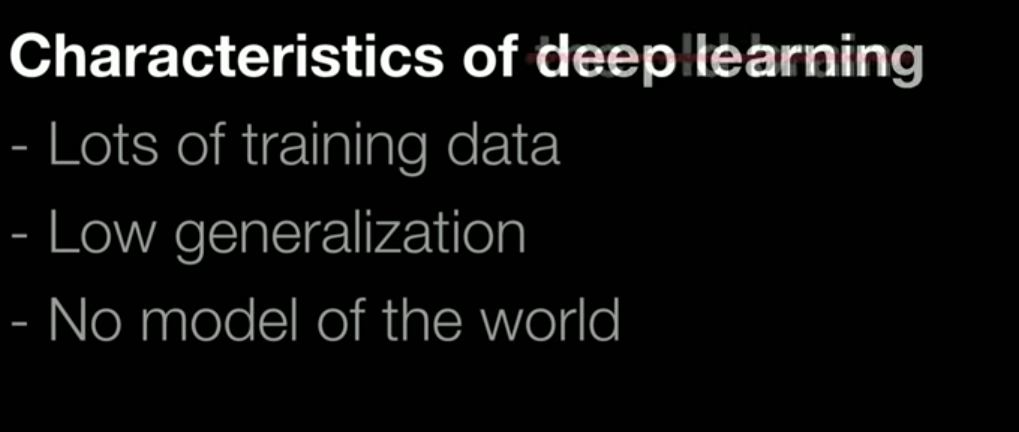 Characteristics of deep learning
- Lots of training data
- Low generalization
- No model of the world